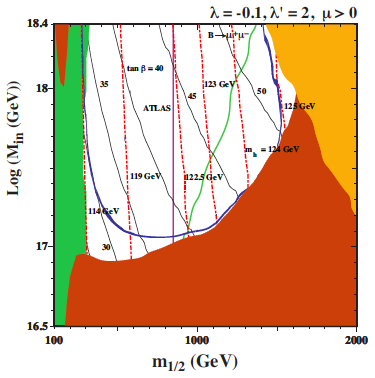 λ = -0.1, λ' = 2, μ > 0
18.4
B→μ+μ-
tan β = 40
35
123 GeV
45
50
ATLAS
125 GeV
18
m_h = 124 GeV
119 GeV
122.5 GeV
114 GeV
30
17
16.5
100
1000
2000
Log (M_in (GeV))
m_1/2 (GeV)